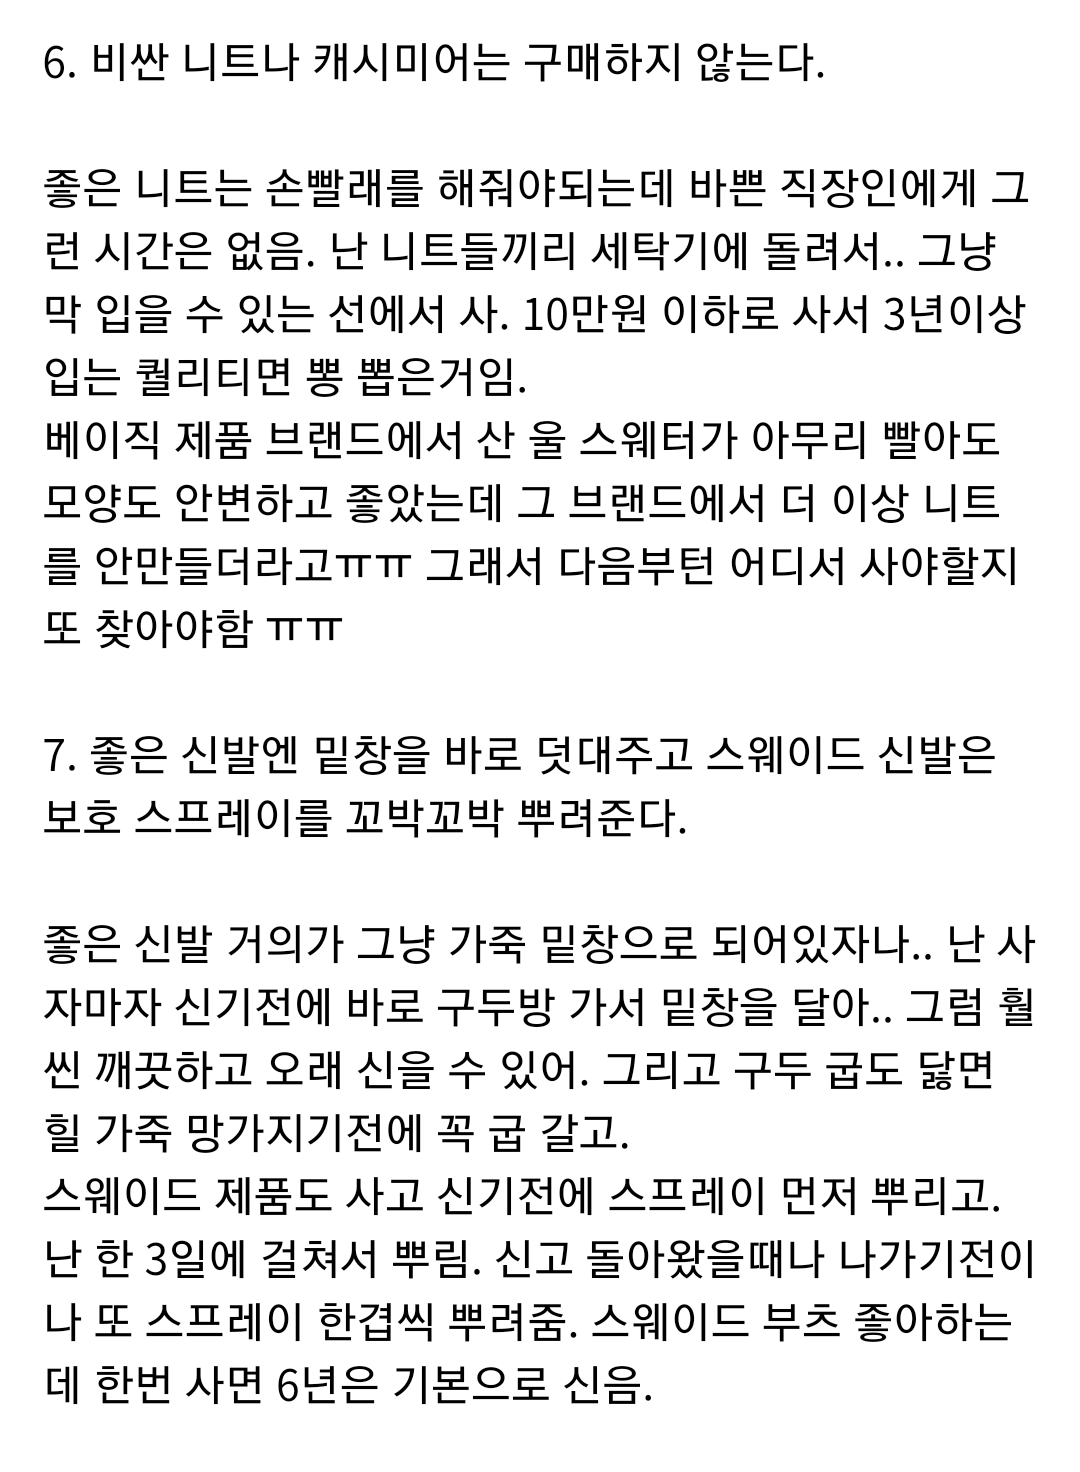 6. 비싼 니트나 캐시미어는 구매하지 않는다.
좋은 니트는 손빨래를 해줘야되는데 바쁜 직장인에게 그
런 시간은 없음. 난 니트들끼리 세탁기에 돌려서.. 그냥
막 입을 수 있는 선에서 사. 10만원 이하로 사서 3년이상
입는 퀄리티면 뽕 뽑은거임.
베이직 제품 브랜드에서 산 울 스웨터가 아무리 빨아도
모양도 안변하고 좋았는데 그 브랜드에서 더 이상 니트
를 안만들더라고ㅠㅠ 그래서 다음부턴 어디서 사야할지
또 찾아야함 ㅠㅠ
7. 좋은 신발엔 밑창을 바로 덧대주고 스웨이드 신발은
보호 스프레이를 꼬박꼬박 뿌려준다.
좋은 신발 거의가 그냥 가죽 밑창으로 되어있자나.. 난 사
자마자 신기전에 바로 구두방 가서 밑창을 달아.. 그럼 훨
씬 깨끗하고 오래 신을 수 있어. 그리고 구두 굽도 닳면
힐 가죽 망가지기전에 꼭 굽 갈고.
스웨이드 제품도 사고 신기전에 스프레이 먼저 뿌리고.
난 한 3일에 걸쳐서 뿌림. 신고 돌아왔을때나 나가기전이
나 또 스프레이 한겹씩 뿌려줌. 스웨이드 부츠 좋아하는
데 한번 사면 6년은 기본으로 신음.